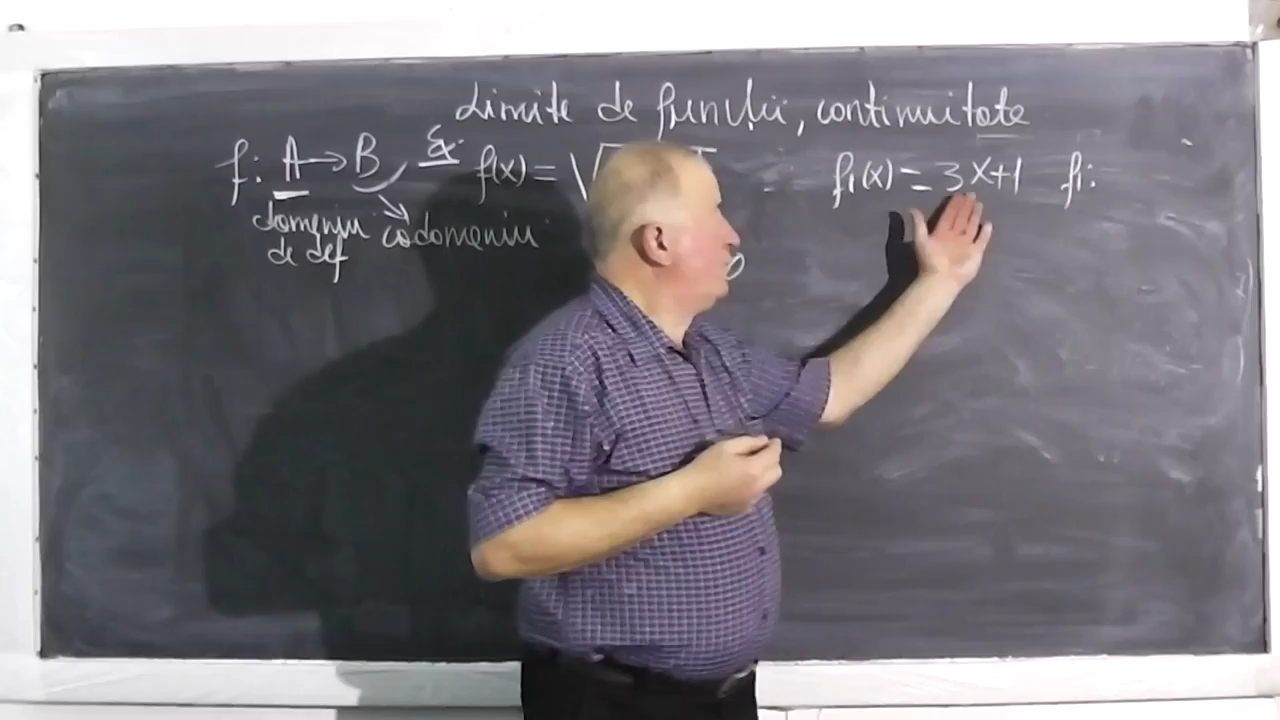 Limite de funcții, continuitate
f: A → B, Ex: f(x) = √ f₁(x) = 3x+1 f₁:
domeniu codomeniu
de def